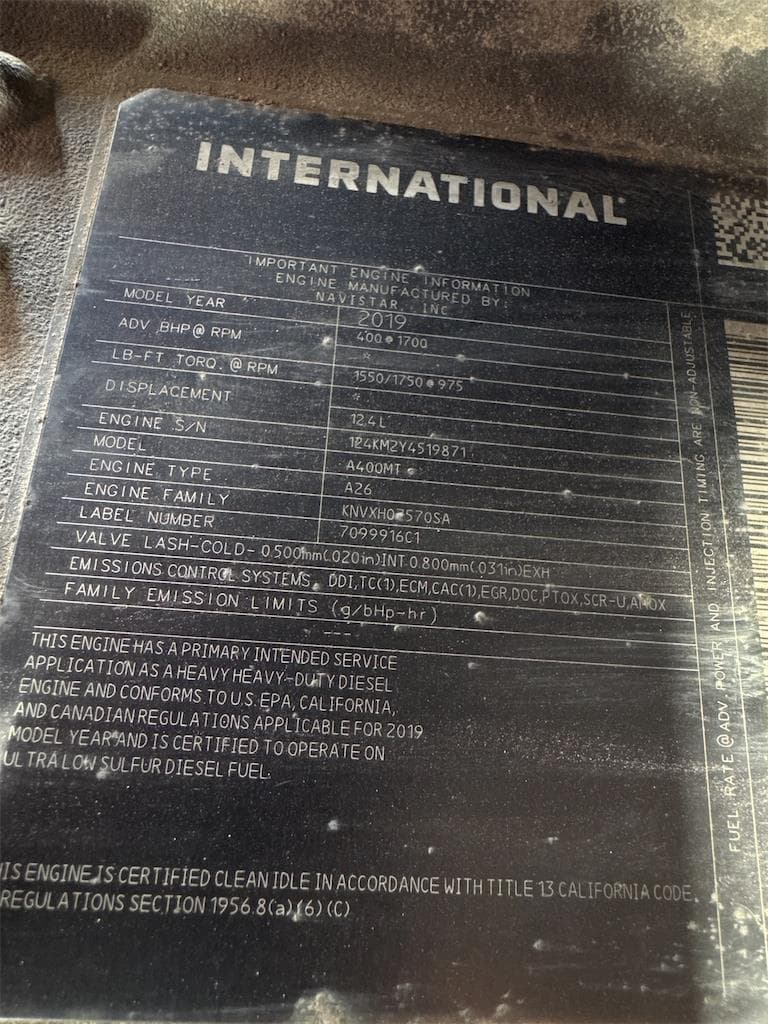 INTERNATIONAL
IMPORTANT ENGINE INFORMATION
ENGINE MANUFACTURED BY:
NAVISTAR, INC
MODEL YEAR 2019
ADV BHP@ RPM 400@1700
*
LB-FT TORQ. @ RPM 1550/1750@975
DISPLACEMENT *
12.4L
ENGINE S/N 124KM2Y4519871
MODEL A400MT
ENGINE TYPE A26
ENGINE FAMILY KNVXH07570SA
LABEL NUMBER 7099916C1
VALVE LASH-COLD- 0.500mm(.020in)INT 0.800mm(.031in)EXH
EMISSIONS CONTROL SYSTEMS, DDI,TC(1),ECM,CAC(1),EGR,DOC,PTOX,SCR-U,AMOX
FAMILY EMISSION LIMITS (g/bHp-hr)
---
THIS ENGINE HAS A PRIMARY INTENDED SERVICE
APPLICATION AS A HEAVY HEAVY-DUTY DIESEL
ENGINE AND CONFORMS TO U.S. EPA, CALIFORNIA,
AND CANADIAN REGULATIONS APPLICABLE FOR 2019
MODEL YEAR AND IS CERTIFIED TO OPERATE ON
ULTRA LOW SULFUR DIESEL FUEL.
HIS ENGINE IS CERTIFIED CLEAN IDLE IN ACCORDANCE WITH TITLE 13 CALIFORNIA CODE
REGULATIONS SECTION 1956.8(a)(6)(C)
FUEL RATE @ADV. POWER AND INJECTION TIMING ARE NON-ADJUSTABLE